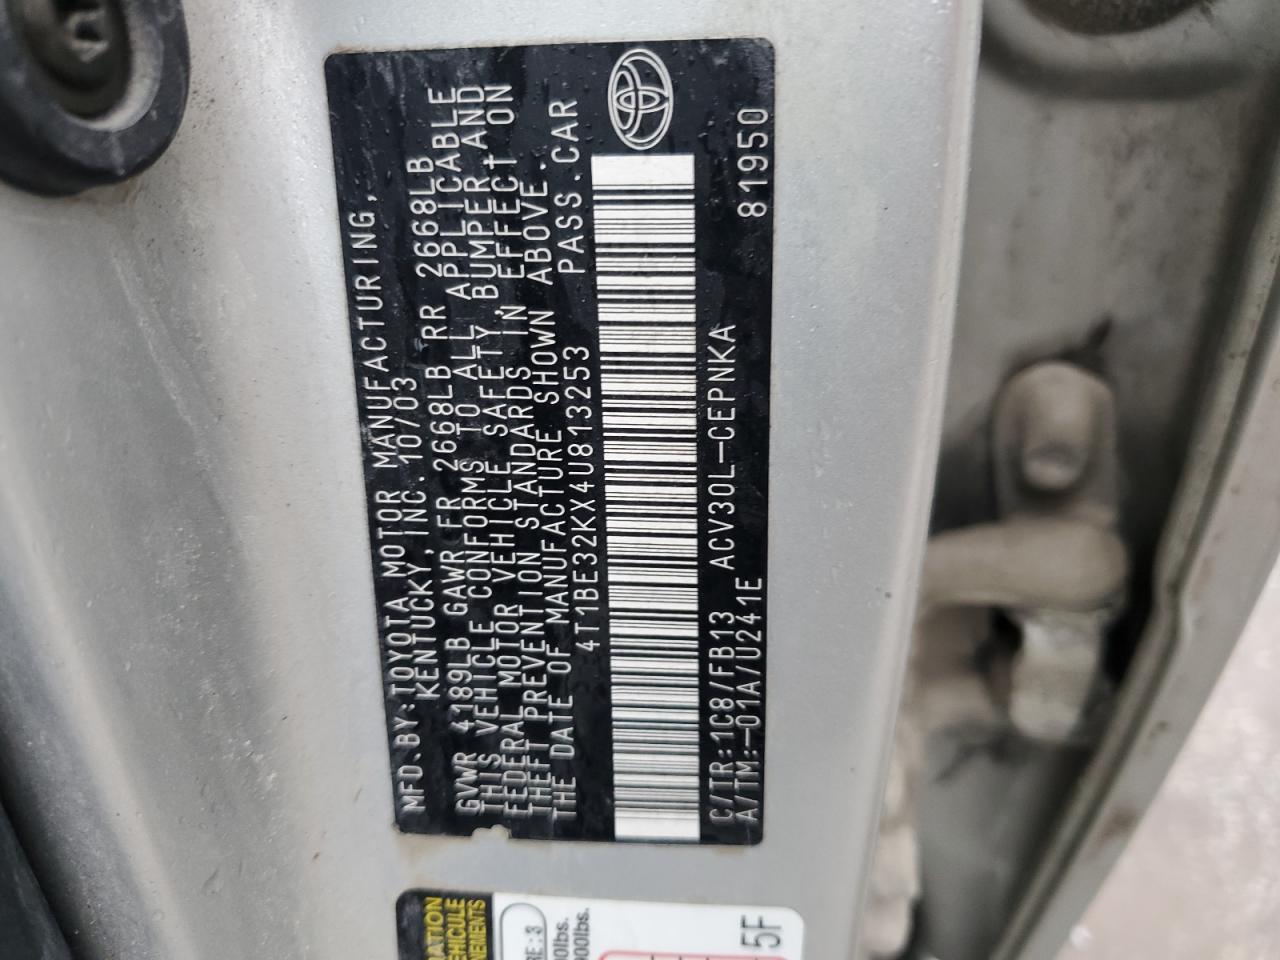 MFD.BY:TOYOTA MOTOR MANUFACTURING,
KENTUCKY, INC. 10/03
GVWR 4189LB GAWR FR 2668LB RR 2668LB
THIS VEHICLE CONFORMS TO ALL APPLICABLE
FEDERAL MOTOR VEHICLE SAFETY, BUMPER AND
THEFT PREVENTION STANDARDS IN EFFECT ON
THE DATE OF MANUFACTURE SHOWN ABOVE.
4T1BE32KX4U813253 PASS.CAR
C/TR:1C8/FB13 ACV30L-CEPNKA 81950
A/TM:-01A/U241E